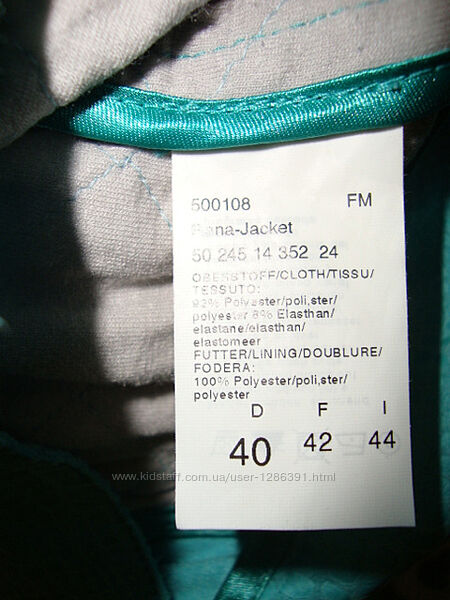 500108 FM
-Jacket
50 245 14 352 24
OBERSTOFF/CLOTH/TISSU/
TESSUTO:
92% Polyester/poli,ster/
polyester 8% Elasthan/
elastane/elasthan/
elastomeer
FUTTER/LINING/DOUBLURE/
FODERA:
100% Polyester/poli,ster/
polyester
D F I
40 42 44
www.kidstaff.com.ua/user-1286391.html